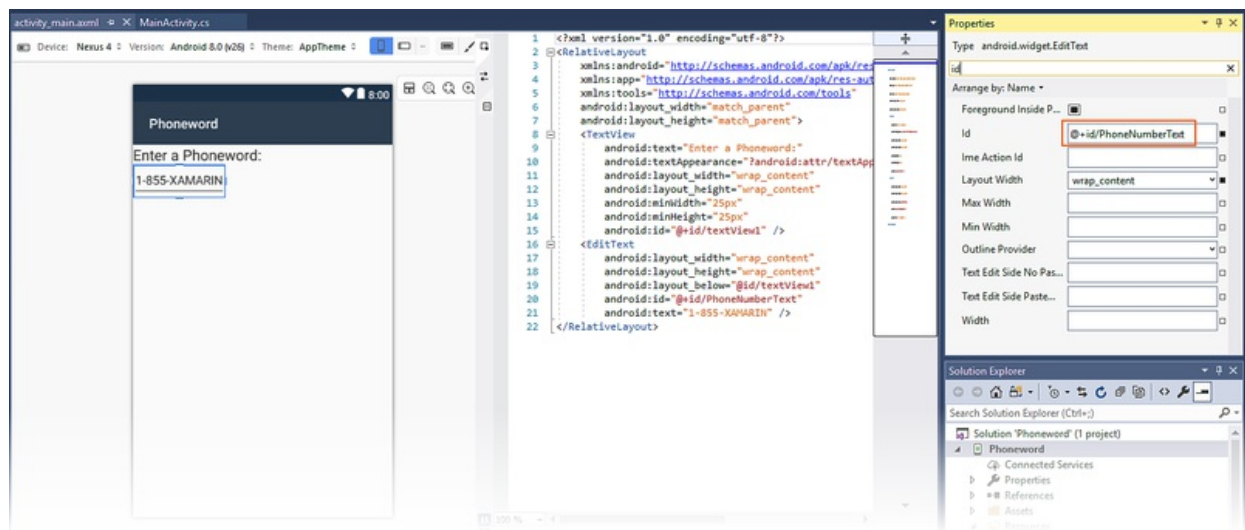 activity_main.axml
MainActivity.cs
Device: Nexus 4 Version: Android 8.0 (v26) Theme: AppTheme
8:00
Phoneword
Enter a Phoneword:
1-855-XAMARIN
1 <?xml version="1.0" encoding="utf-8"?>
2 <RelativeLayout
3 xmlns:android="http://schemas.android.com/apk/res
4 xmlns:app="http://schemas.android.com/apk/res-aut
5 xmlns:tools="http://schemas.android.com/tools"
6 android:layout_width="match_parent"
7 android:layout_height="match_parent">
8 <TextView
9 android:text="Enter a Phoneword:"
10 android:textAppearance="?android:attr/textApp
11 android:layout_width="wrap_content"
12 android:layout_height="wrap_content"
13 android:minWidth="25px"
14 android:minHeight="25px"
15 android:id="@+id/textView1" />
16 <EditText
17 android:layout_width="wrap_content"
18 android:layout_height="wrap_content"
19 android:layout_below="@id/textView1"
20 android:id="@+id/PhoneNumberText"
21 android:text="1-855-XAMARIN" />
22 </RelativeLayout>
100 %
Properties
Type android.widget.EditText
id
Arrange by: Name
Foreground Inside P...
Id @+id/PhoneNumberText
Ime Action Id
Layout Width wrap_content
Max Width
Min Width
Outline Provider
Text Edit Side No Pas...
Text Edit Side Paste...
Width
Solution Explorer
Search Solution Explorer (Ctrl+;)
Solution 'Phoneword' (1 project)
Phoneword
Connected Services
Properties
References
Assets
Resources